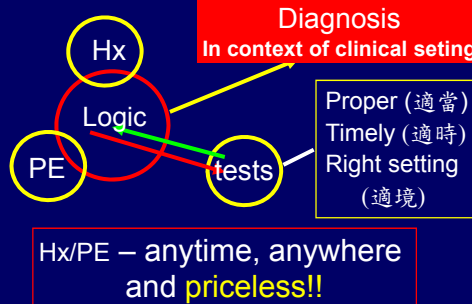 Hx
Diagnosis
In context of clinical seting
Logic
PE
tests
Proper (適當)
Timely (適時)
Right setting
(適境)
Hx/PE – anytime, anywhere
and priceless!!